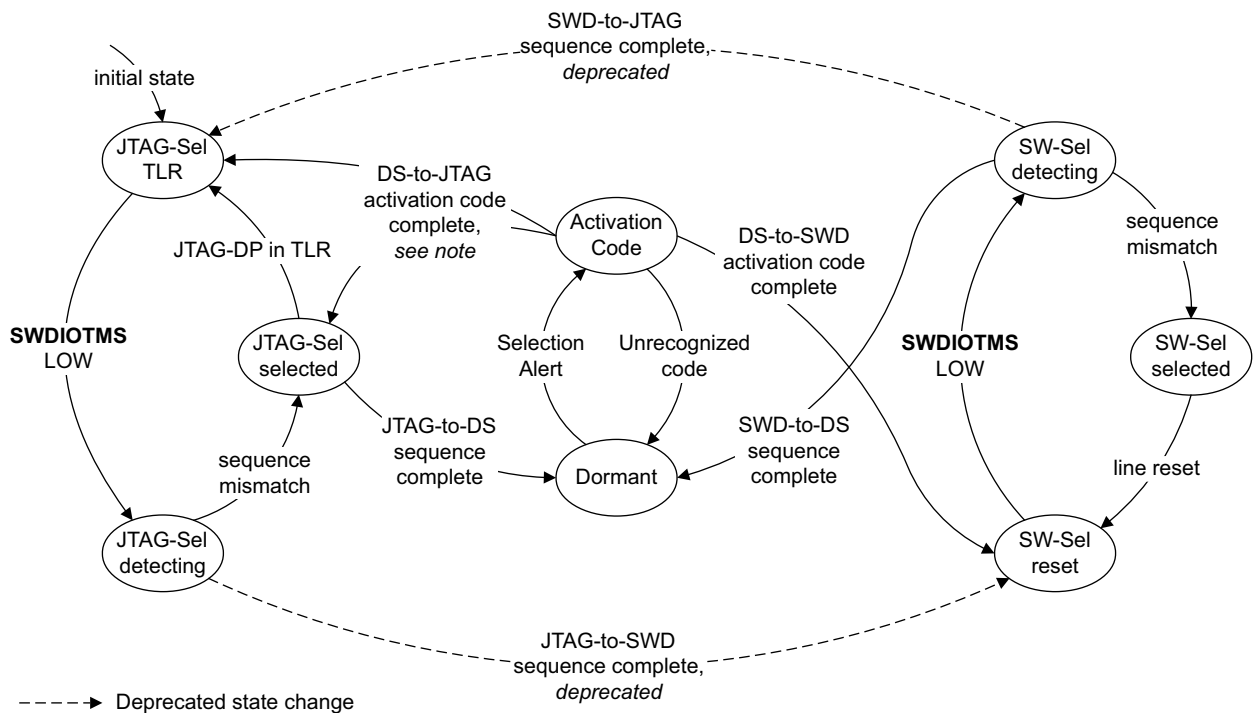 SWD-to-JTAG
sequence complete,
deprecated
initial state
JTAG-Sel
TLR
SW-Sel
detecting
DS-to-JTAG
activation code
complete,
see note
Activation
Code
DS-to-SWD
activation code
complete
sequence
mismatch
JTAG-DP in TLR
SWDIOTMS
LOW
JTAG-Sel
selected
Selection
Alert
Unrecognized
code
SWDIOTMS
LOW
SW-Sel
selected
JTAG-to-DS
sequence
complete
SWD-to-DS
sequence
complete
sequence
mismatch
Dormant
line reset
JTAG-Sel
detecting
SW-Sel
reset
JTAG-to-SWD
sequence complete,
deprecated
Deprecated state change